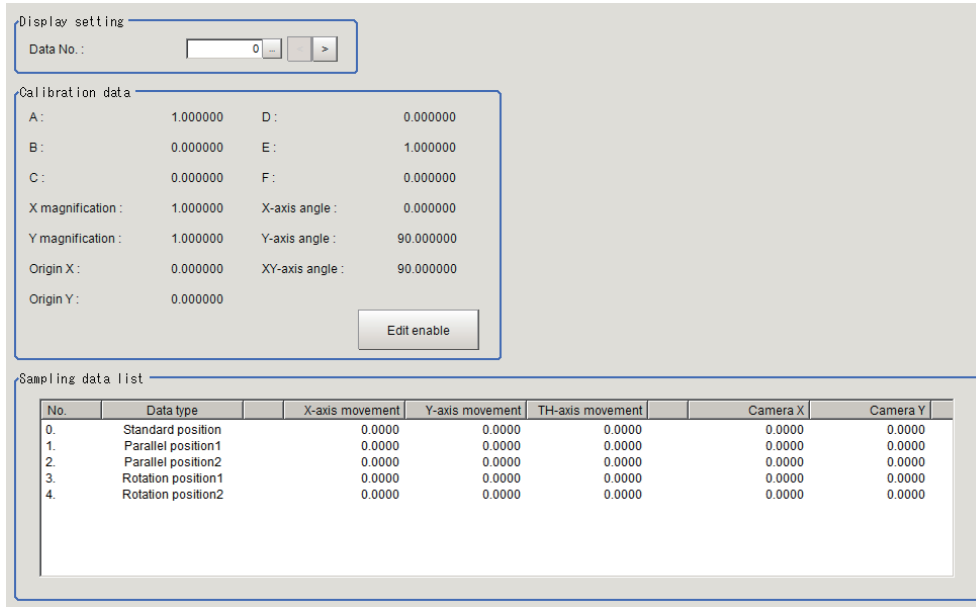 Display setting
Data No. : 0 ... < >
Calibration data
A : 1.000000 D : 0.000000
B : 0.000000 E : 1.000000
C : 0.000000 F : 0.000000
X magnification : 1.000000 X-axis angle : 0.000000
Y magnification : 1.000000 Y-axis angle : 90.000000
Origin X : 0.000000 XY-axis angle : 90.000000
Origin Y : 0.000000
Edit enable
Sampling data list
No. Data type X-axis movement Y-axis movement TH-axis movement Camera X Camera Y
0. Standard position 0.0000 0.0000 0.0000 0.0000 0.0000
1. Parallel position1 0.0000 0.0000 0.0000 0.0000 0.0000
2. Parallel position2 0.0000 0.0000 0.0000 0.0000 0.0000
3. Rotation position1 0.0000 0.0000 0.0000 0.0000 0.0000
4. Rotation position2 0.0000 0.0000 0.0000 0.0000 0.0000